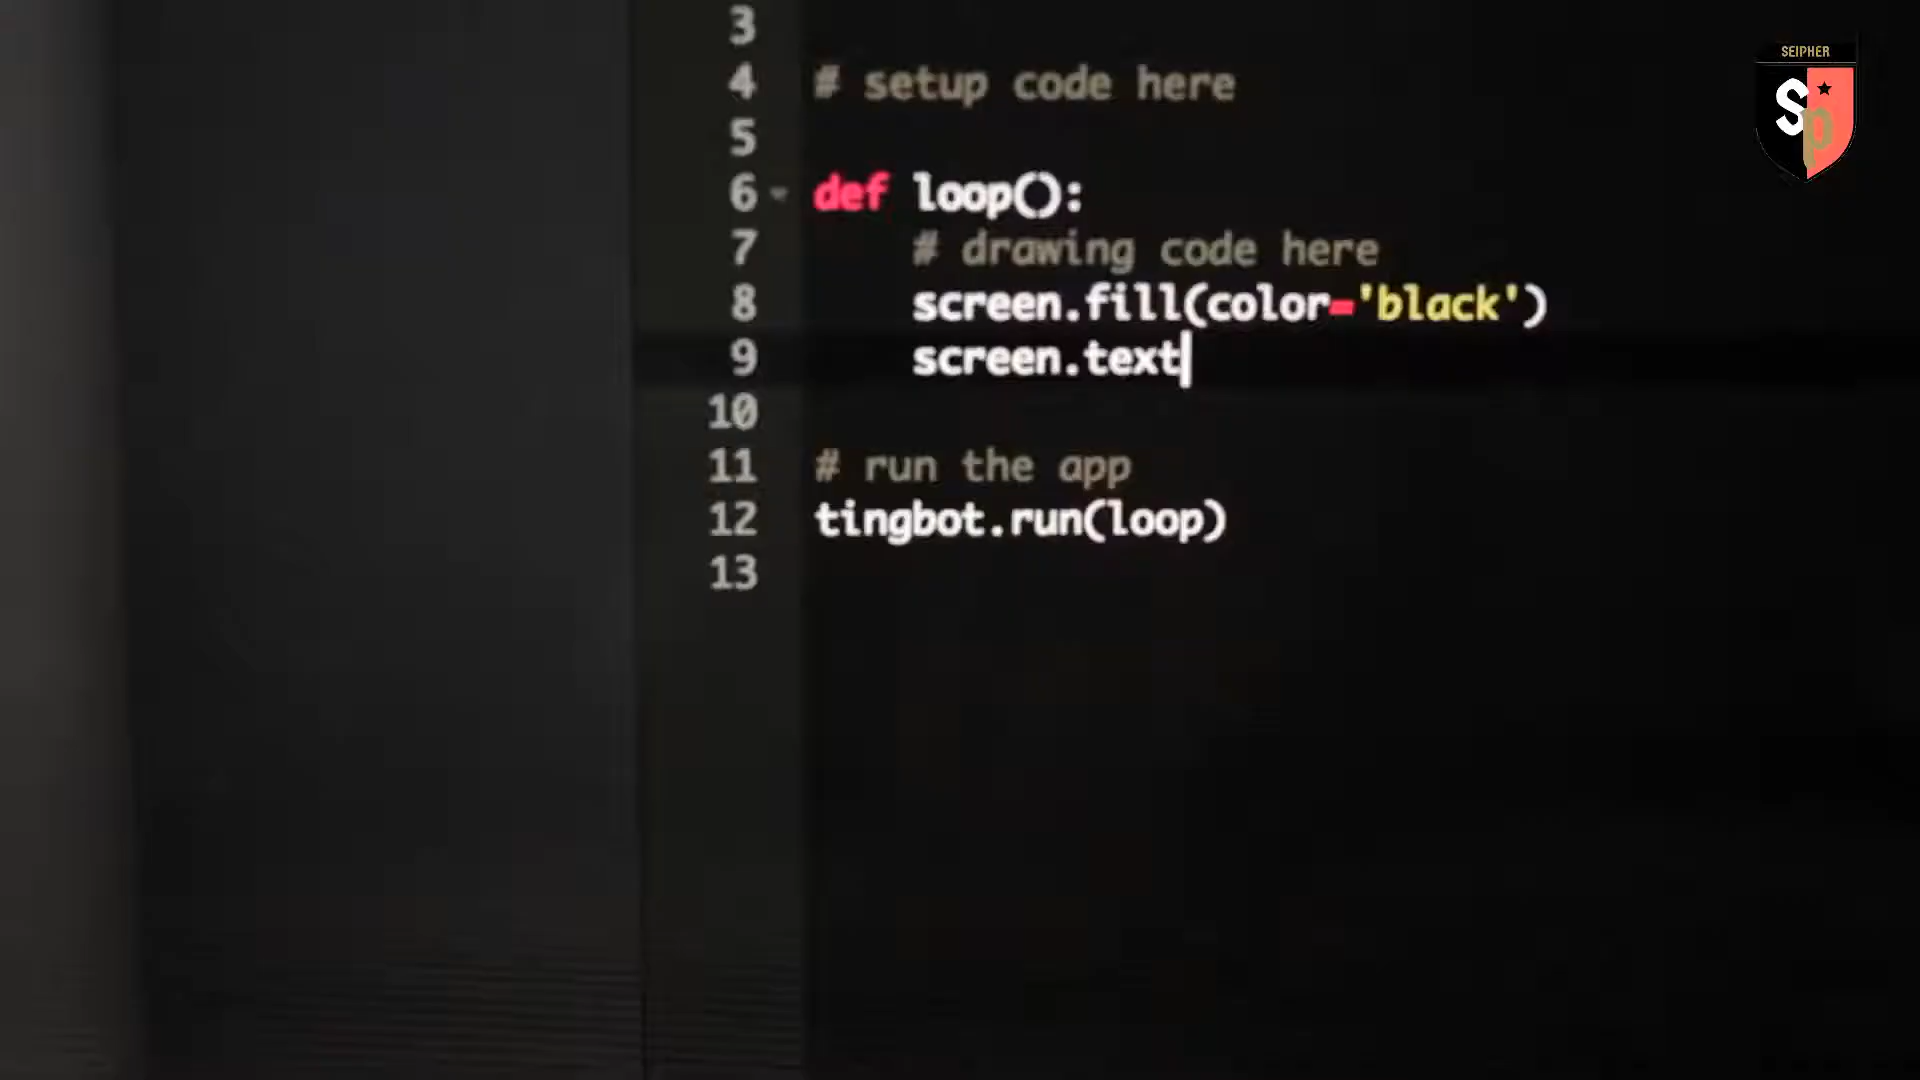 3
SEIPHER
4 # setup code here
Sp
5
6 def loop():
7 # drawing code here
8 screen.fill(color='black')
9 screen.text
10
11 # run the app
12 tingbot.run(loop)
13